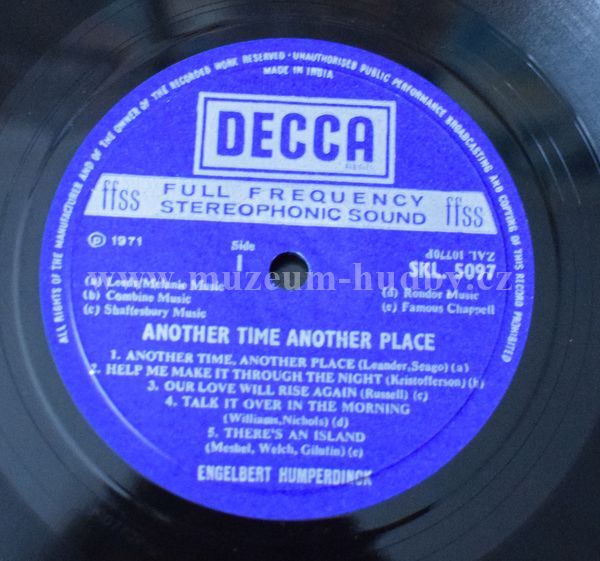 ALL RIGHTS OF THE MANUFACTURER AND OF THE OWNER OF THE RECORDED WORK RESERVED · UNAUTHORISED PUBLIC PERFORMANCE BROADCASTING AND COPYING OF THIS RECORD PROHIBITED
MADE IN INDIA
DECCA
ffss FULL FREQUENCY STEREOPHONIC SOUND ffss
Ⓟ 1971
Side
1
ZAL. 10770P
SKL. 5097
www.muzeum-hudby.cz
(a) Music
(b) Combine Music
(c) Shaftesbury Music
(d) Rondor Music
(e) Famous Chappell
ANOTHER TIME ANOTHER PLACE
1. ANOTHER TIME, ANOTHER PLACE (Leander, Seago) (a)
2. HELP ME MAKE IT THROUGH THE NIGHT (Kristofferson) (b)
3. OUR LOVE WILL RISE AGAIN (Russell) (c)
4. TALK IT OVER IN THE MORNING
(Williams, Nichols) (d)
5. THERE'S AN ISLAND
(Meshel, Welch, Gilutin) (e)
ENGELBERT HUMPERDINCK